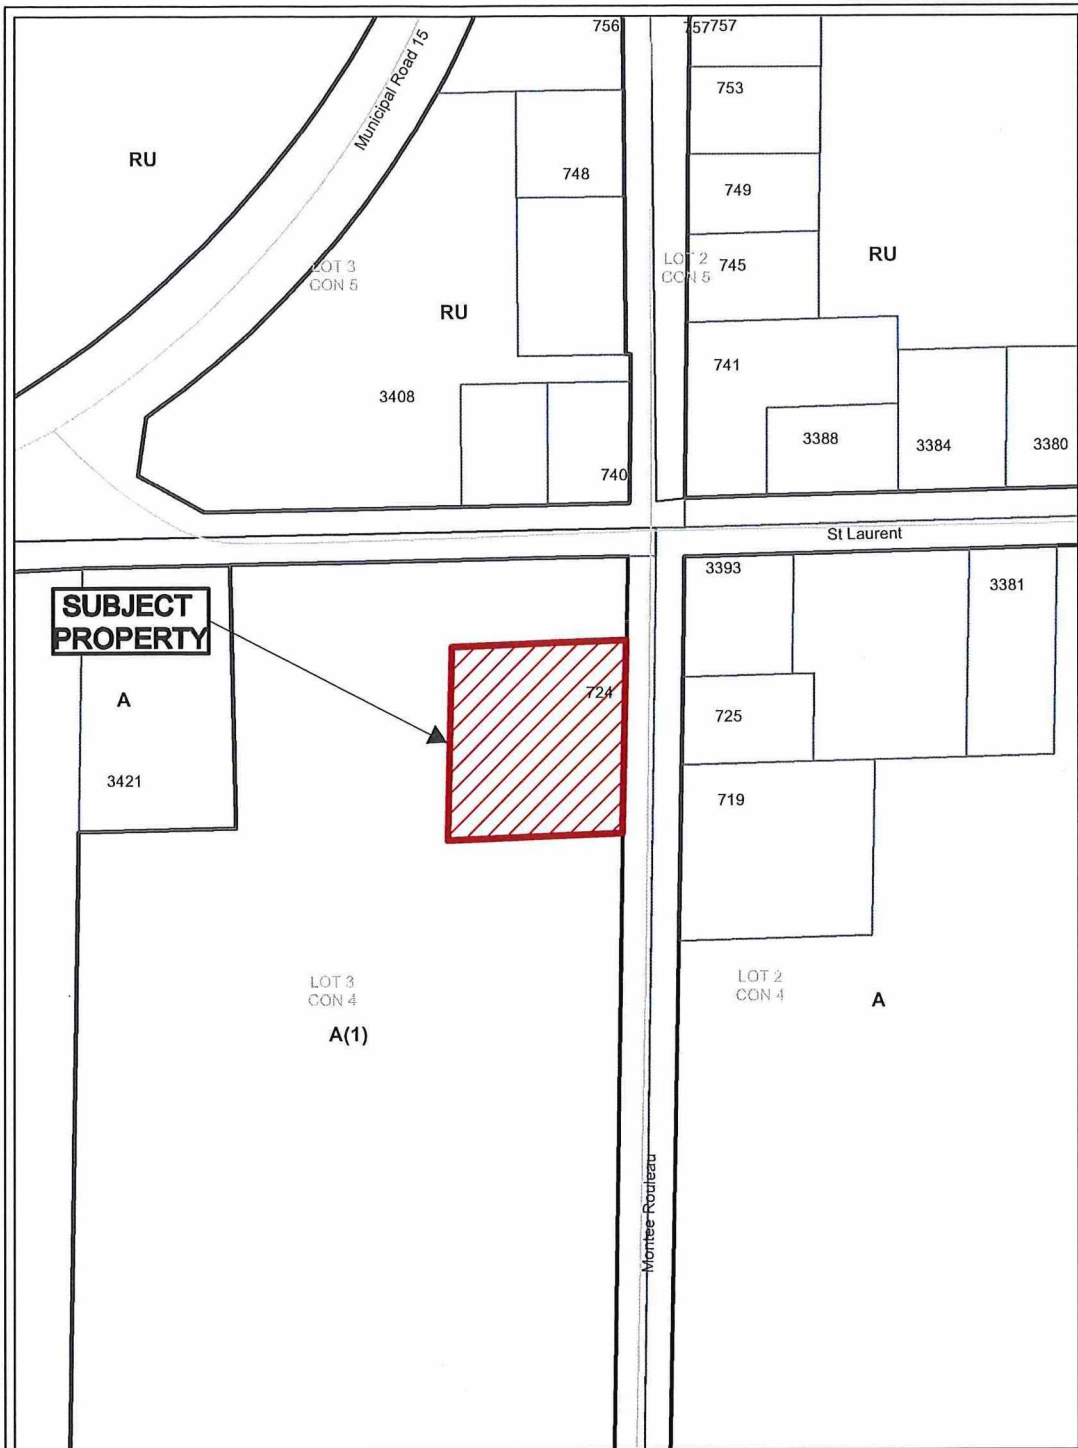 756
757757
Municipal Road 15
753
RU
748
749
LOT 3
CON 5
LOT 2
CON 5
745
RU
RU
741
3408
3388
3384
3380
740
St Laurent
3393
3381
SUBJECT
PROPERTY
724
A
725
3421
719
LOT 3
CON 4
LOT 2
CON 4
A
A(1)
Montee Rouleau